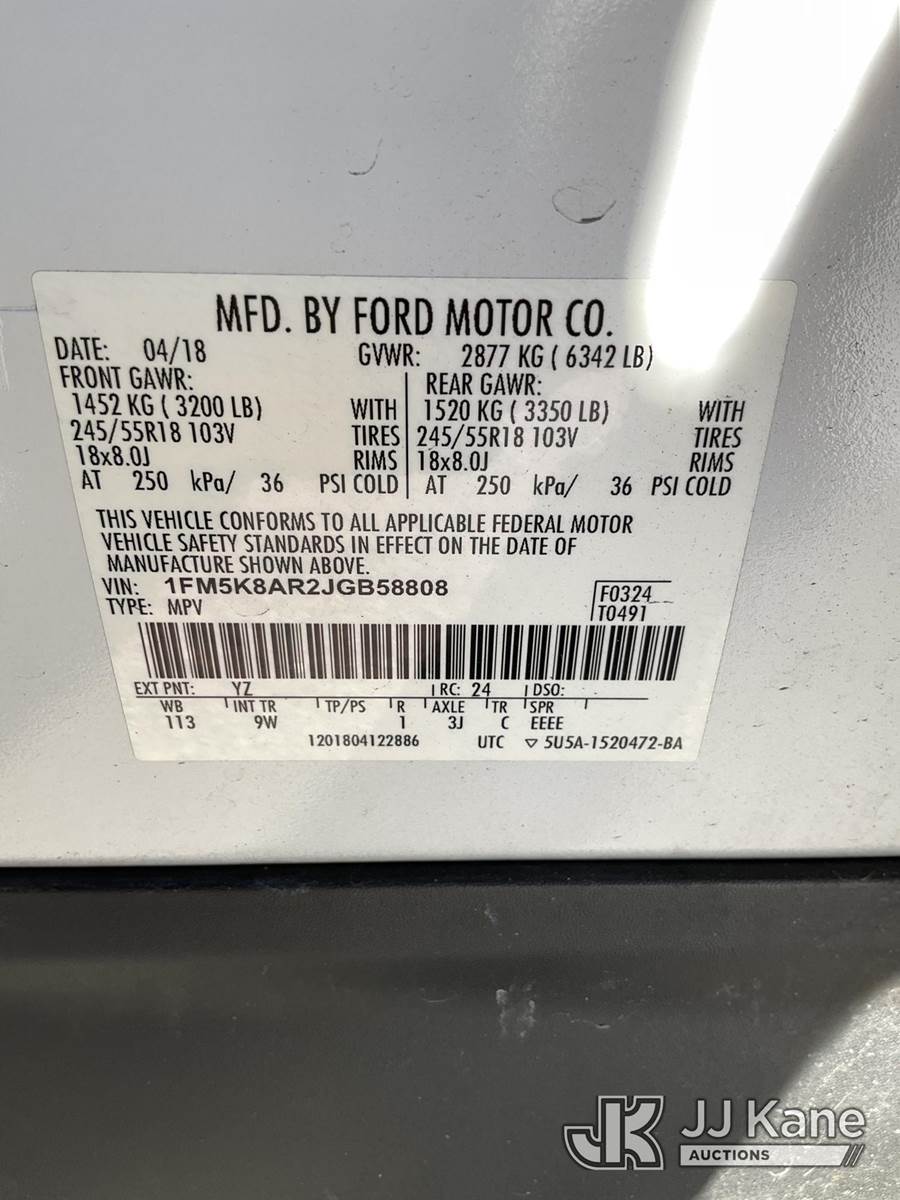 MFD. BY FORD MOTOR CO.
DATE: 04/18 GVWR: 2877 KG ( 6342 LB)
FRONT GAWR: REAR GAWR:
1452 KG ( 3200 LB) WITH 1520 KG ( 3350 LB) WITH
245/55R18 103V TIRES 245/55R18 103V TIRES
18x8.0J RIMS 18x8.0J RIMS
AT 250 kPa/ 36 PSI COLD AT 250 kPa/ 36 PSI COLD
THIS VEHICLE CONFORMS TO ALL APPLICABLE FEDERAL MOTOR
VEHICLE SAFETY STANDARDS IN EFFECT ON THE DATE OF
MANUFACTURE SHOWN ABOVE.
VIN: 1FM5K8AR2JGB58808
TYPE: MPV
F0324
T0491
EXT PNT: YZ RC: 24 DSO:
WB INT TR TP/PS R AXLE TR SPR
113 9W 1 3J C EEEE
1201804122886 UTC ▽ 5U5A-1520472-BA
JK JJ Kane
AUCTIONS